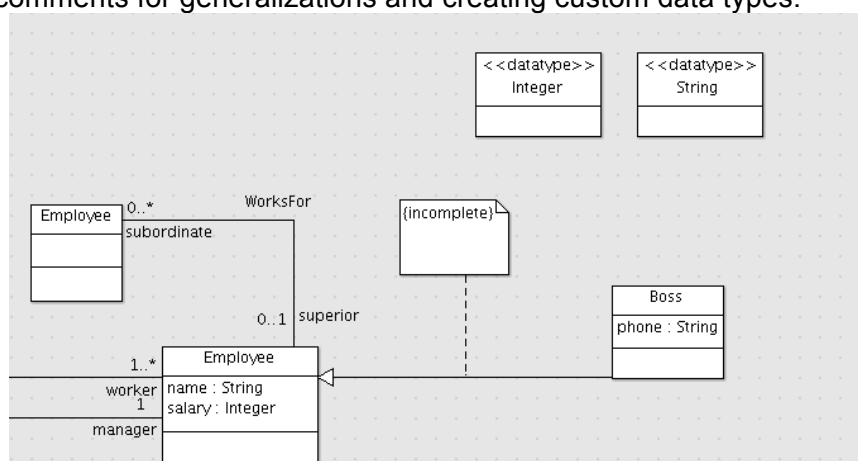 comments for generalizations and creating custom data types.
<<datatype>>
Integer
<<datatype>>
String
Employee
0..*
WorksFor
subordinate
{incomplete}
0..1
superior
Boss
phone : String
1..*
Employee
worker
name : String
1
salary : Integer
manager